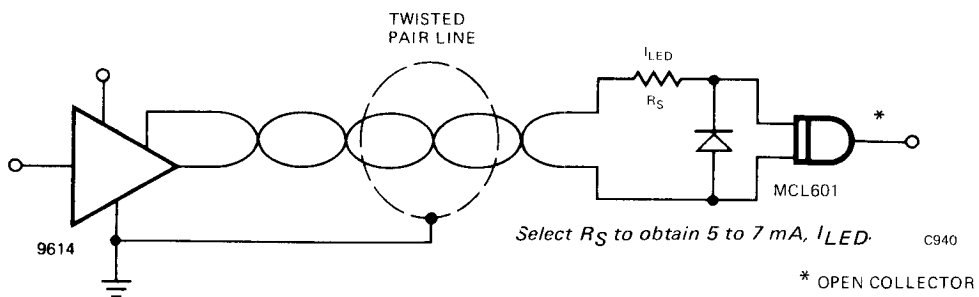 TWISTED
PAIR LINE
I_LED
R_S
*
MCL601
9614
Select R_S to obtain 5 to 7 mA, I_LED.
C940
* OPEN COLLECTOR